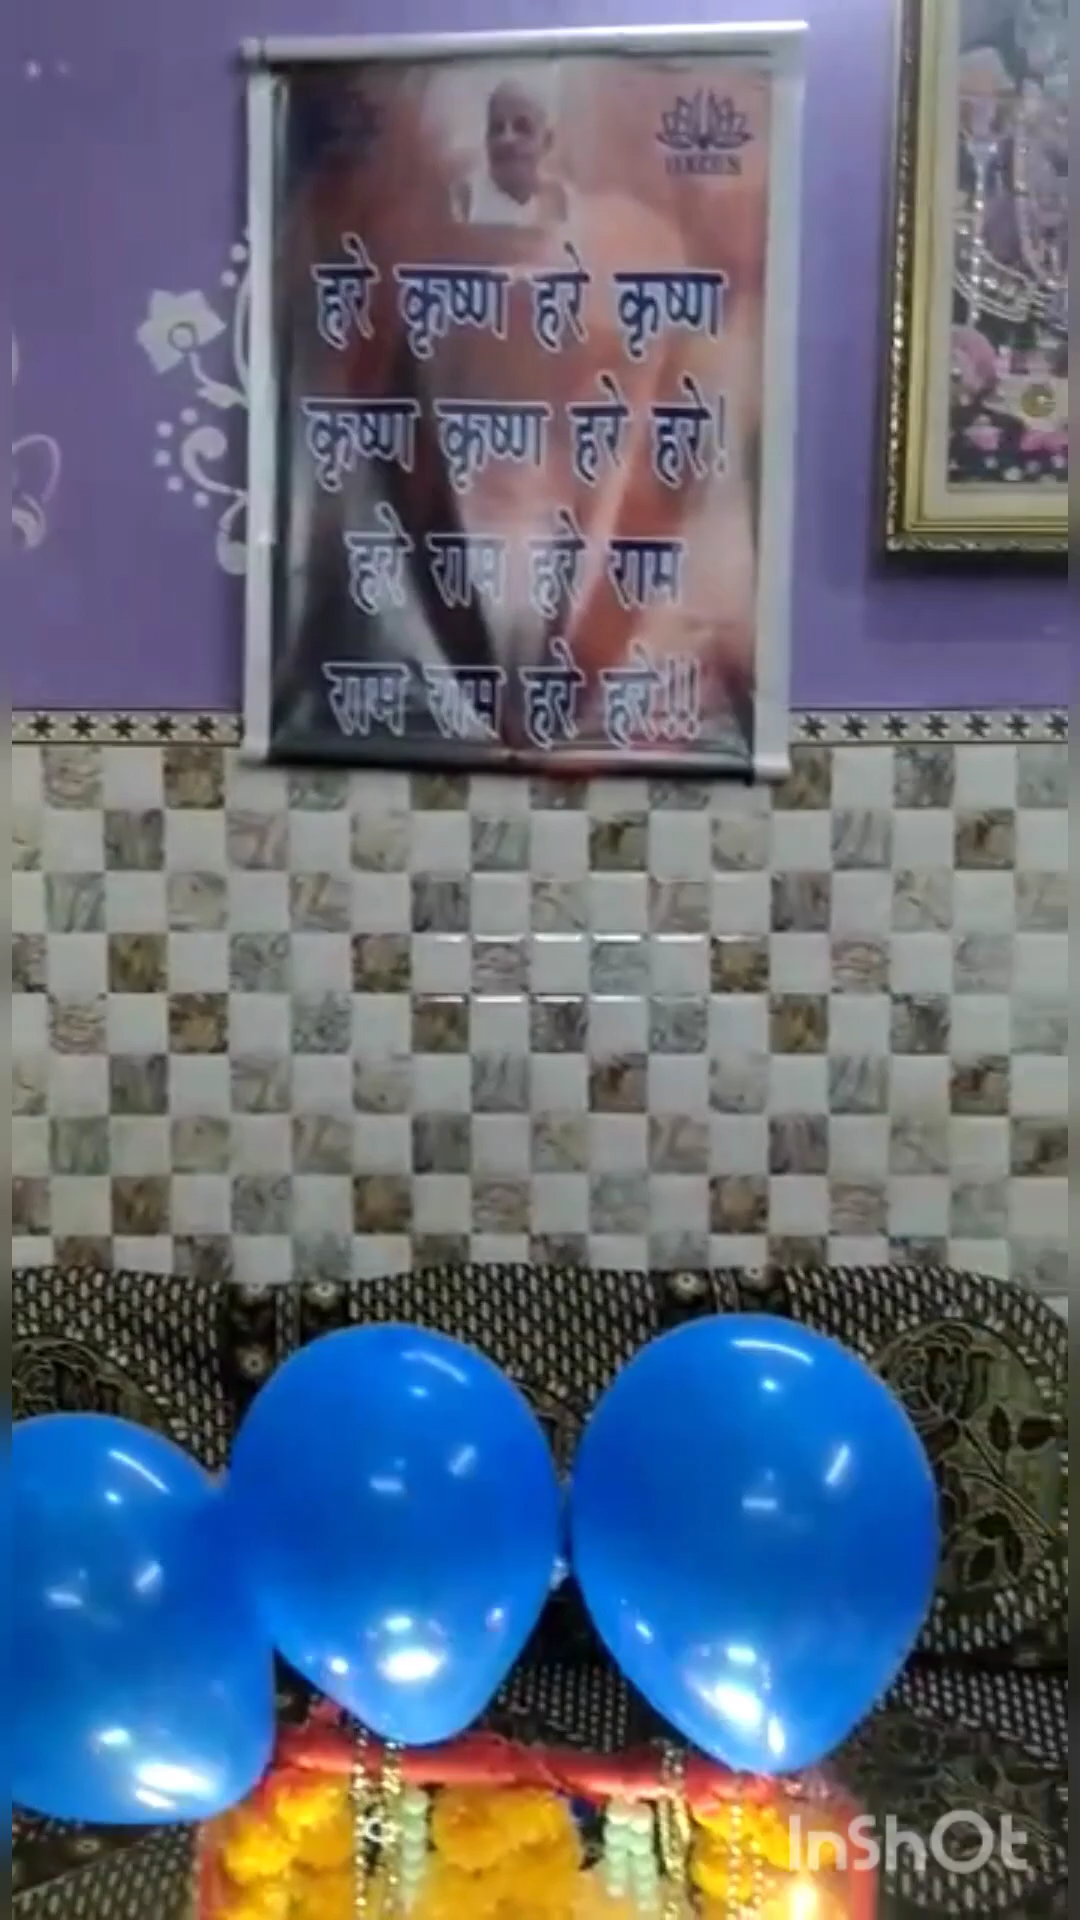 हरे कृष्ण हरे कृष्ण
कृष्ण कृष्ण हरे हरे!
हरे राम हरे राम
राम राम हरे हरे!!!
InShOt